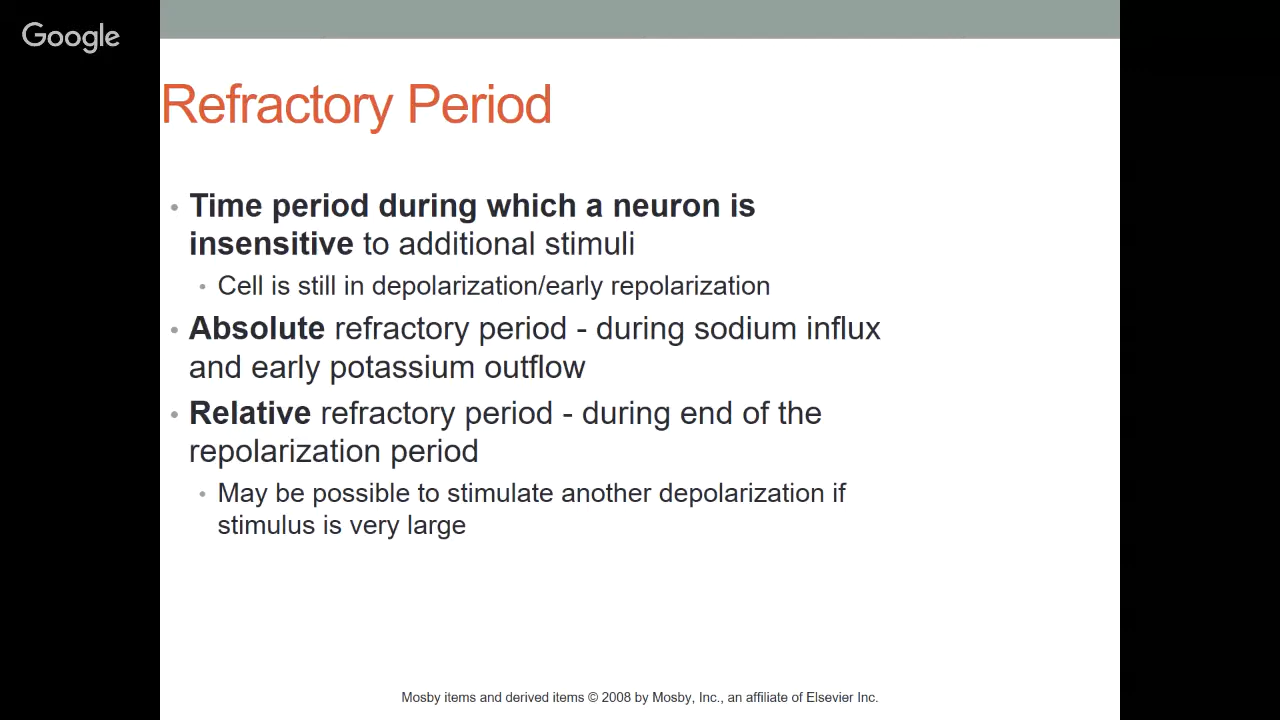 Google
Refractory Period
• Time period during which a neuron is
insensitive to additional stimuli
• Cell is still in depolarization/early repolarization
• Absolute refractory period - during sodium influx
and early potassium outflow
• Relative refractory period - during end of the
repolarization period
• May be possible to stimulate another depolarization if
stimulus is very large
Mosby items and derived items © 2008 by Mosby, Inc., an affiliate of Elsevier Inc.